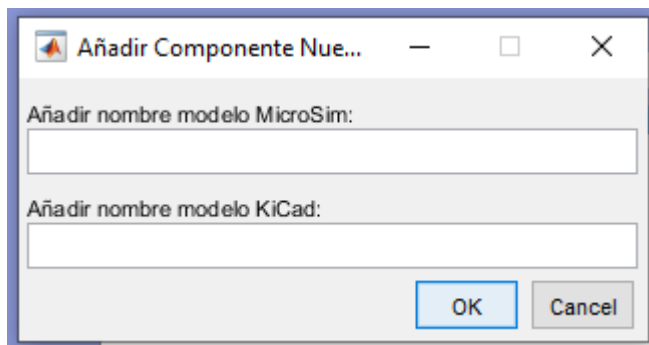 Añadir Componente Nue...
Añadir nombre modelo MicroSim:
Añadir nombre modelo KiCad:
OK Cancel